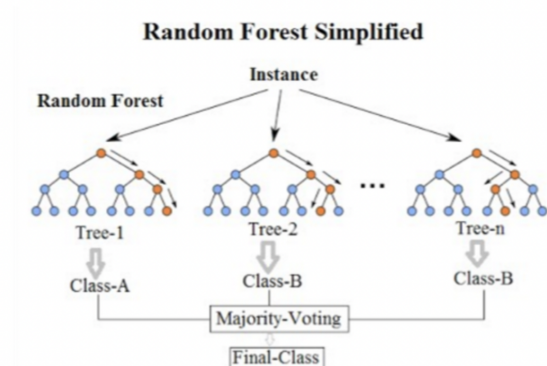 Random Forest Simplified
Instance
Random Forest
...
Tree-1
Tree-2
Tree-n
Class-A
Class-B
Class-B
Majority-Voting
Final-Class